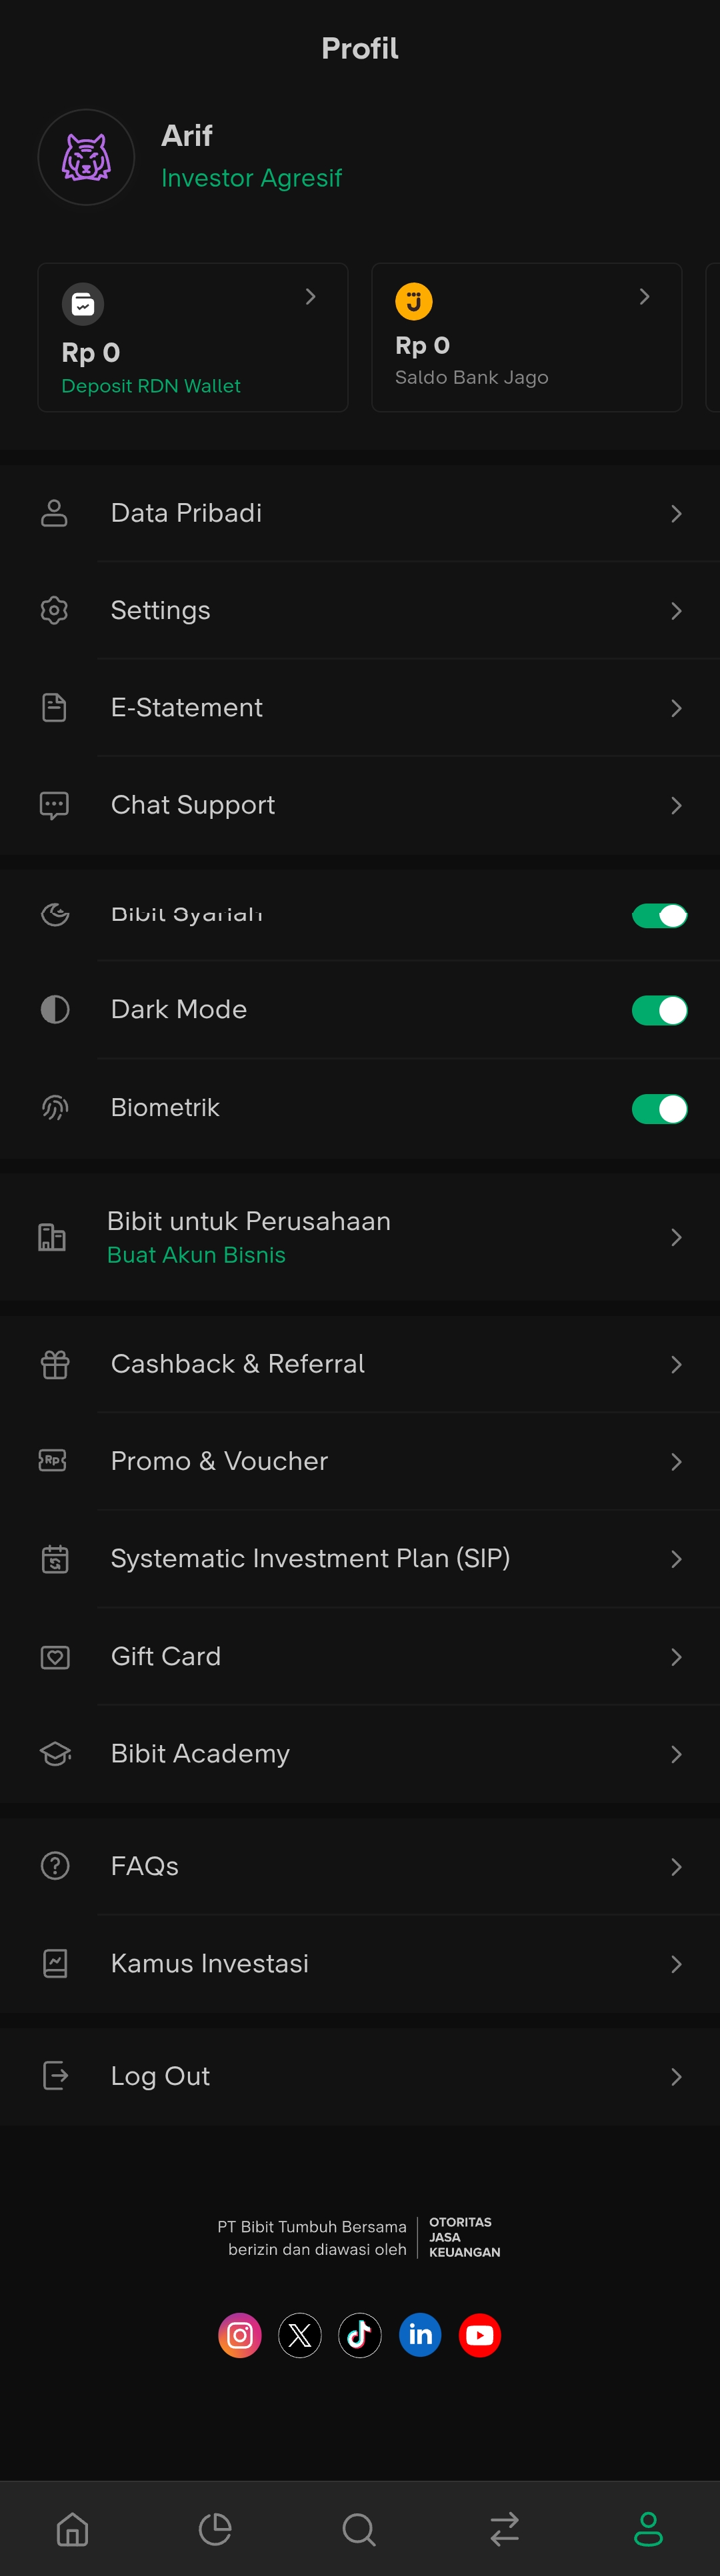 Profil
Arif
Investor Agresif
Rp 0
Deposit RDN Wallet
Rp 0
Saldo Bank Jago
Data Pribadi
Settings
E-Statement
Chat Support
Bibit Syariah
Dark Mode
Biometrik
Bibit untuk Perusahaan
Buat Akun Bisnis
Cashback & Referral
Rp
Promo & Voucher
Systematic Investment Plan (SIP)
Gift Card
Bibit Academy
FAQs
Kamus Investasi
Log Out
PT Bibit Tumbuh Bersama
berizin dan diawasi oleh
OTORITAS
JASA
KEUANGAN